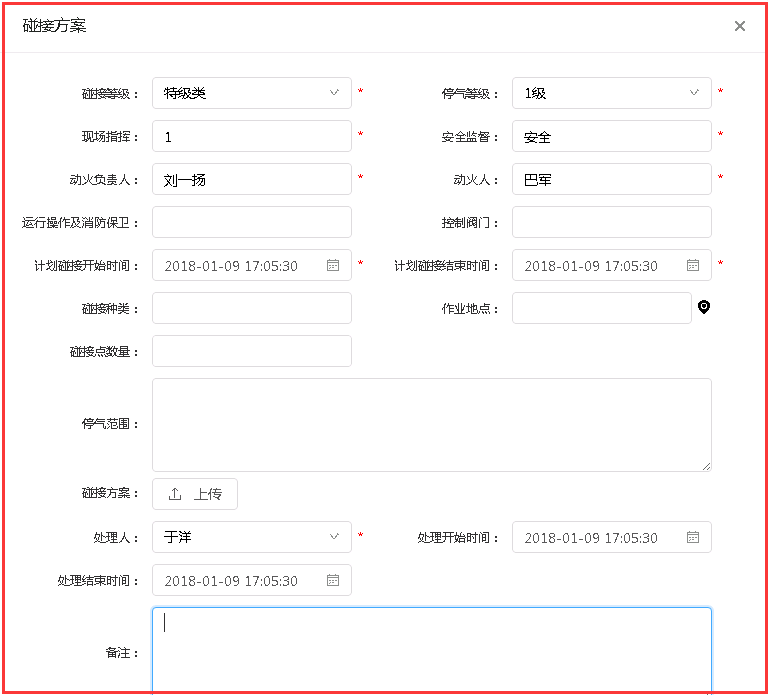 碰接方案
碰接等级： 特级类 * 停气等级： 1级 *
现场指挥： 1 * 安全监督： 安全 *
动火负责人： 刘一扬 * 动火人： 巴军 *
运行操作及消防保卫： 控制阀门：
计划碰接开始时间： 2018-01-09 17:05:30 * 计划碰接结束时间： 2018-01-09 17:05:30 *
碰接种类： 作业地点：
碰接点数量：
停气范围：
碰接方案： 上传
处理人： 于洋 * 处理开始时间： 2018-01-09 17:05:30
处理结束时间： 2018-01-09 17:05:30
备注：